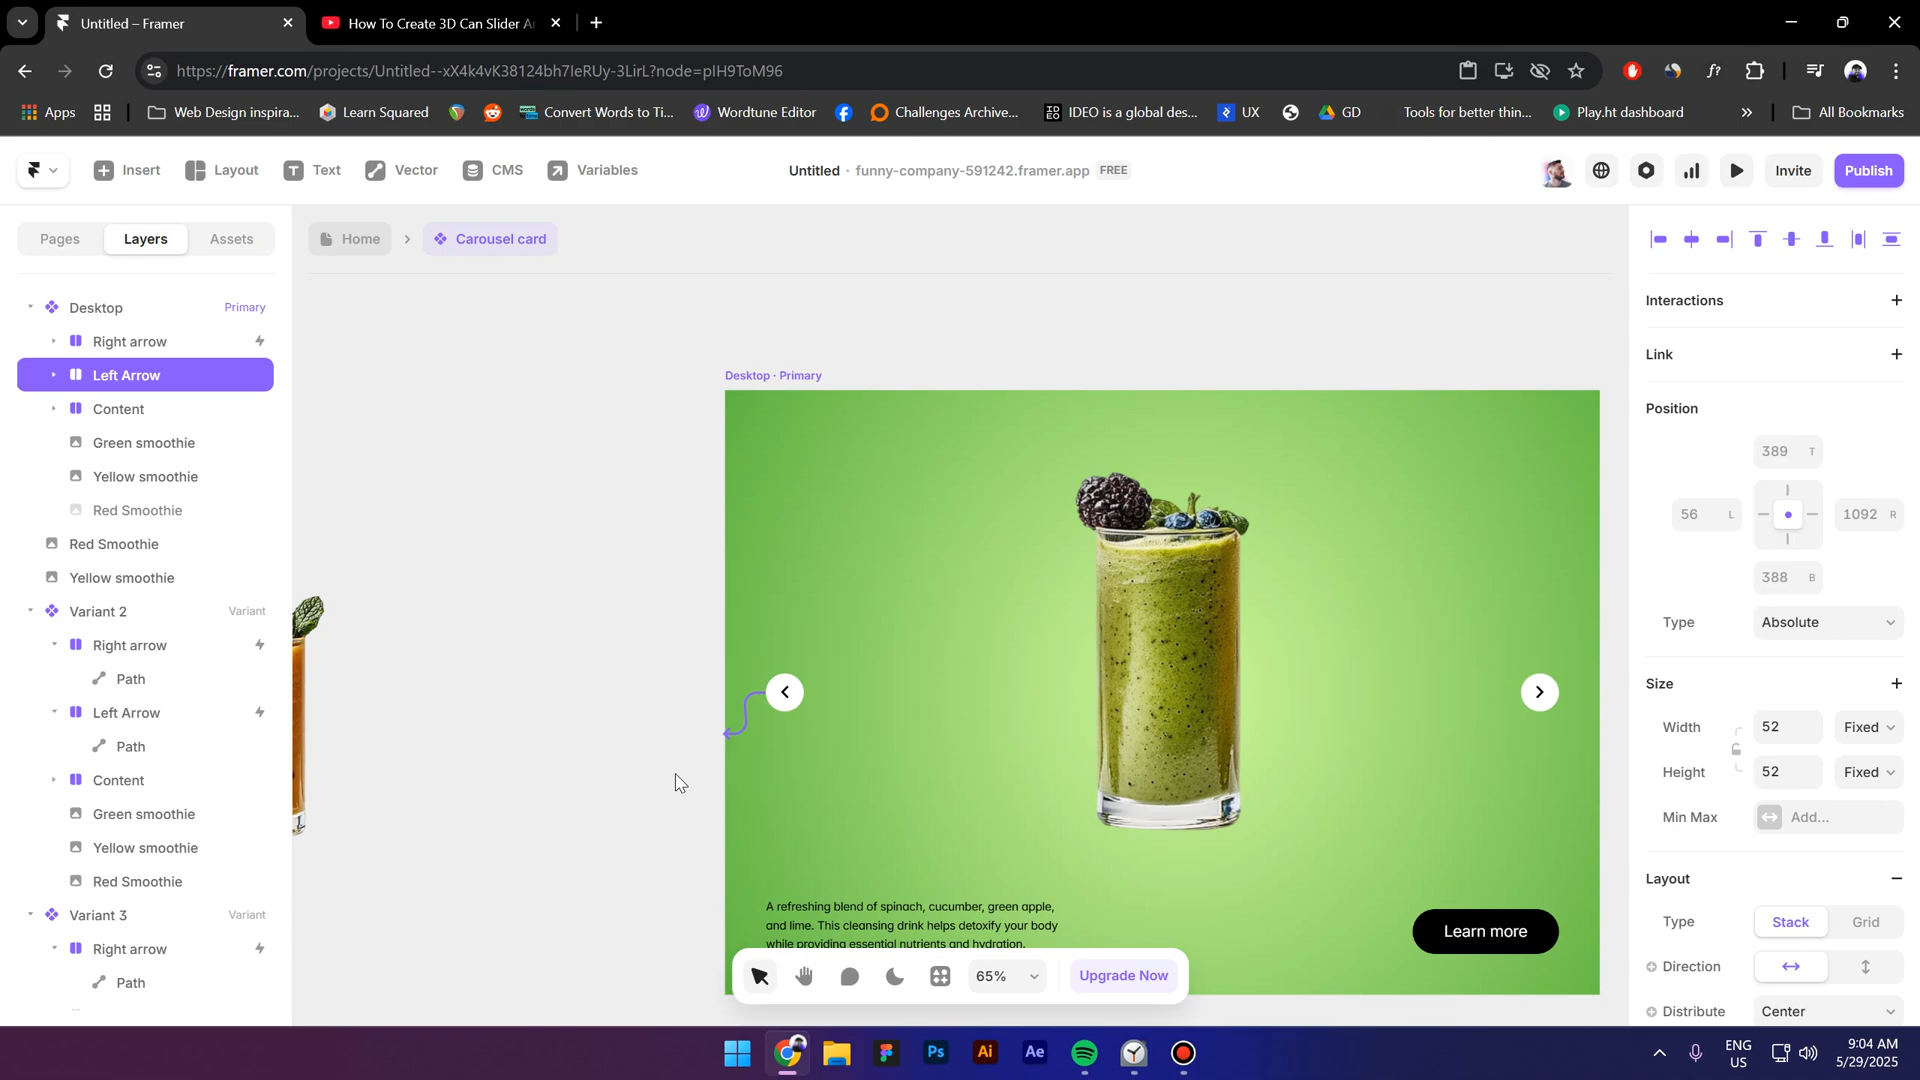 Untitled – Framer
How To Create 3D Can Slider
https://framer.com/projects/Untitled--xX4k4vK38124bh7IeRUy-3LirL?node=pIH9ToM96
Apps
Web Design inspira...
Learn Squared
Convert Words to Ti...
Wordtune Editor
Challenges Archive...
IDEO is a global des...
UX
GD
Tools for better thin...
Play.ht dashboard
All Bookmarks
Insert
Layout
Text
Vector
CMS
Variables
Untitled · funny-company-591242.framer.app FREE
Invite
Publish
Pages
Layers
Assets
Home
Carousel card
Desktop Primary
Right arrow
Left Arrow
Content
Green smoothie
Yellow smoothie
Red Smoothie
Red Smoothie
Yellow smoothie
Variant 2 Variant
Right arrow
Path
Left Arrow
Path
Content
Green smoothie
Yellow smoothie
Red Smoothie
Variant 3 Variant
Right arrow
Path
Desktop · Primary
A refreshing blend of spinach, cucumber, green apple,
and lime. This cleansing drink helps detoxify your body
while providing essential nutrients and hydration.
Learn more
65%
Upgrade Now
Interactions
Link
Position
389 T
56 L
1092 R
388 B
Type Absolute
Size
Width 52 Fixed
Height 52 Fixed
Min Max Add...
Layout
Type Stack Grid
Direction
Distribute Center
Ps
Ai
Ae
ENG
US
9:04 AM
5/29/2025